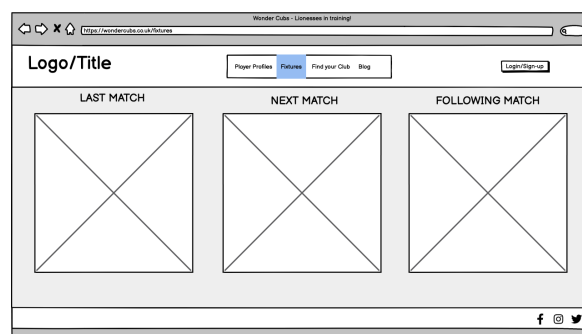 Wonder Cubs - Lionesses in training!
https://wondercubs.co.uk/fixtures
Logo/Title
Player Profiles Fixtures Find your Club Blog
Login/Sign-up
LAST MATCH NEXT MATCH FOLLOWING MATCH